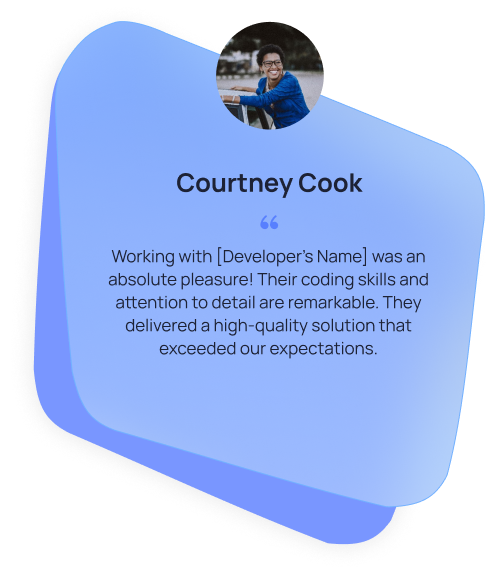 Courtney Cook
“
Working with [Developer's Name] was an
absolute pleasure! Their coding skills and
attention to detail are remarkable. They
delivered a high-quality solution that
exceeded our expectations.